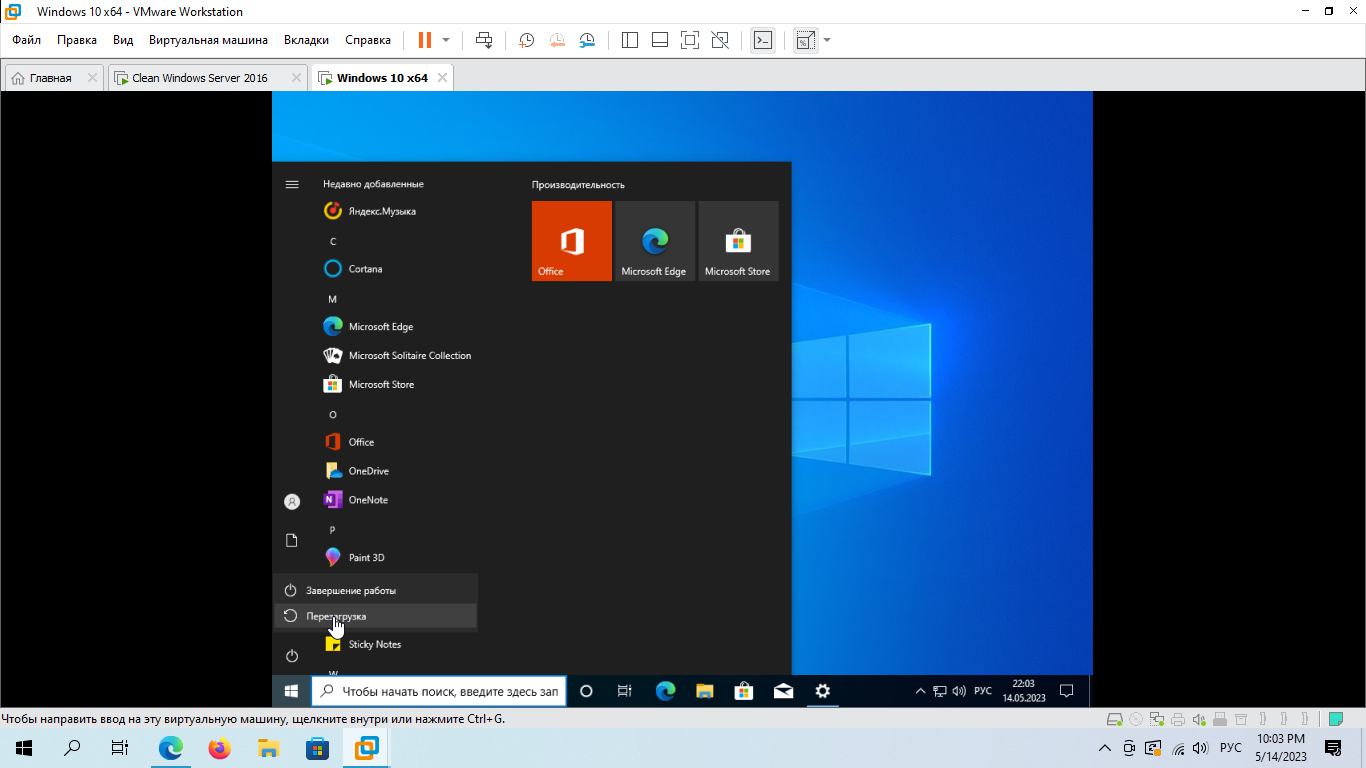 Windows 10 x64 - VMware Workstation
Файл Правка Вид Виртуальная машина Вкладки Справка
Главная Clean Windows Server 2016 Windows 10 x64
Недавно добавленные
Яндекс.Музыка
C
Cortana
M
Microsoft Edge
Microsoft Solitaire Collection
Microsoft Store
O
Office
OneDrive
OneNote
P
Paint 3D
Завершение работы
Перезагрузка
Sticky Notes
W
Производительность
Office Microsoft Edge Microsoft Store
Чтобы начать поиск, введите здесь зап
РУС
22:03
14.05.2023
Чтобы направить ввод на эту виртуальную машину, щелкните внутри или нажмите Ctrl+G.
РУС
10:03 PM
5/14/2023